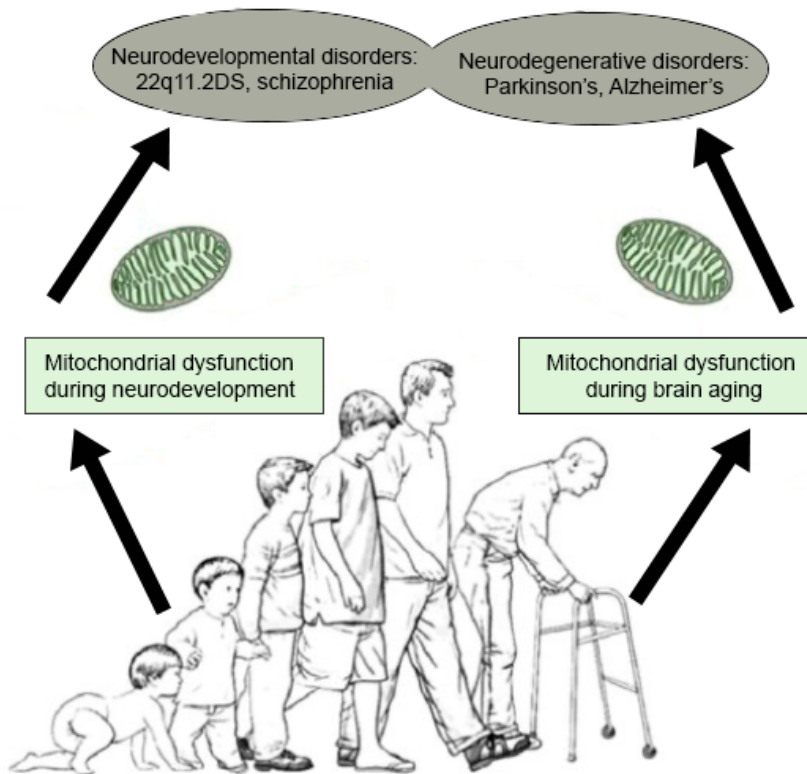 Neurodevelopmental disorders:
22q11.2DS, schizophrenia
Neurodegenerative disorders:
Parkinson's, Alzheimer's
Mitochondrial dysfunction
during neurodevelopment
Mitochondrial dysfunction
during brain aging